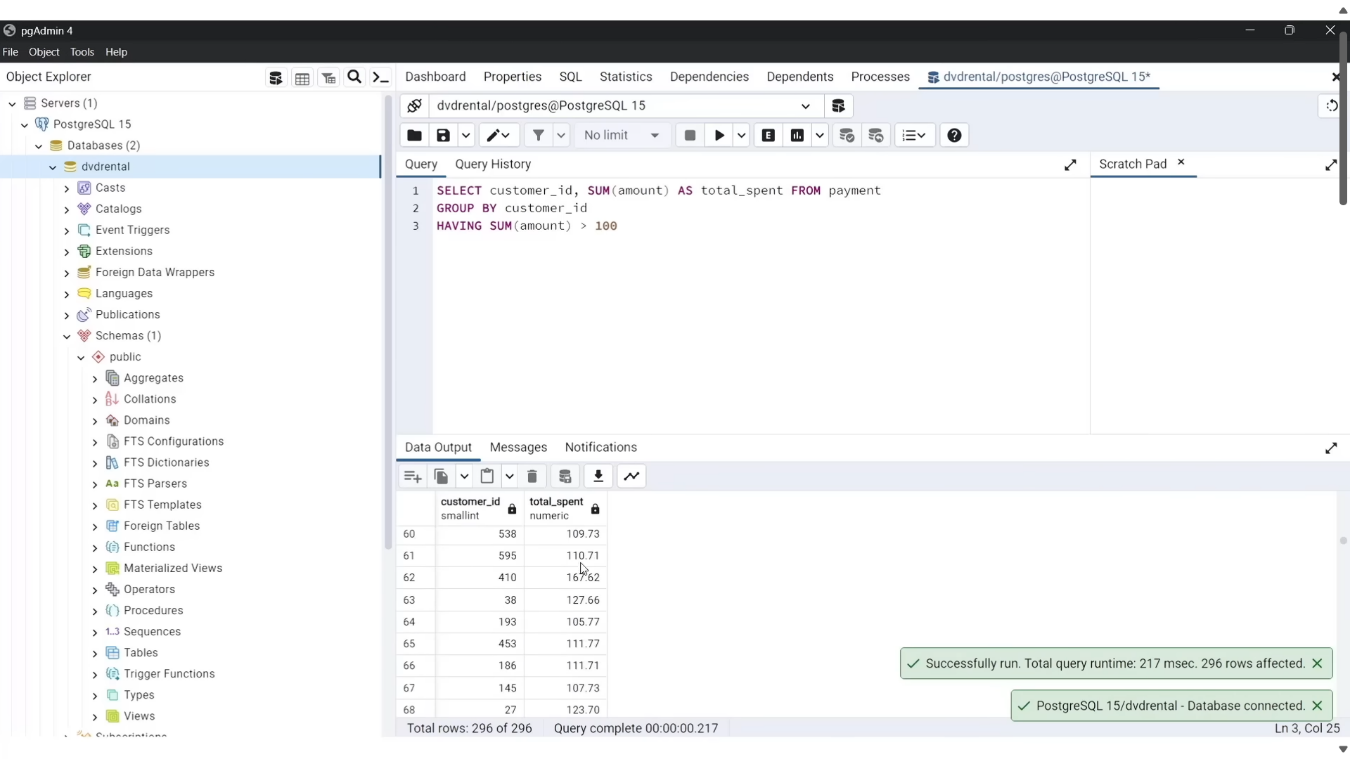 pgAdmin 4
File Object Tools Help
Object Explorer
Dashboard Properties SQL Statistics Dependencies Dependents Processes dvdrental/postgres@PostgreSQL 15*
Servers (1)
PostgreSQL 15
Databases (2)
dvdrental
Casts
Catalogs
Event Triggers
Extensions
Foreign Data Wrappers
Languages
Publications
Schemas (1)
public
Aggregates
Collations
Domains
FTS Configurations
FTS Dictionaries
Aa FTS Parsers
FTS Templates
Foreign Tables
Functions
Materialized Views
Operators
Procedures
1..3 Sequences
Tables
Trigger Functions
Types
Views
Subscriptions
dvdrental/postgres@PostgreSQL 15
No limit
E
Query Query History
Scratch Pad
1 SELECT customer_id, SUM(amount) AS total_spent FROM payment
2 GROUP BY customer_id
3 HAVING SUM(amount) > 100
Data Output Messages Notifications
customer_id total_spent
smallint numeric
60 538 109.73
61 595 110.71
62 410 167.62
63 38 127.66
64 193 105.77
65 453 111.77
66 186 111.71
67 145 107.73
68 27 123.70
Successfully run. Total query runtime: 217 msec. 296 rows affected.
PostgreSQL 15/dvdrental - Database connected.
Total rows: 296 of 296 Query complete 00:00:00.217 Ln 3, Col 25